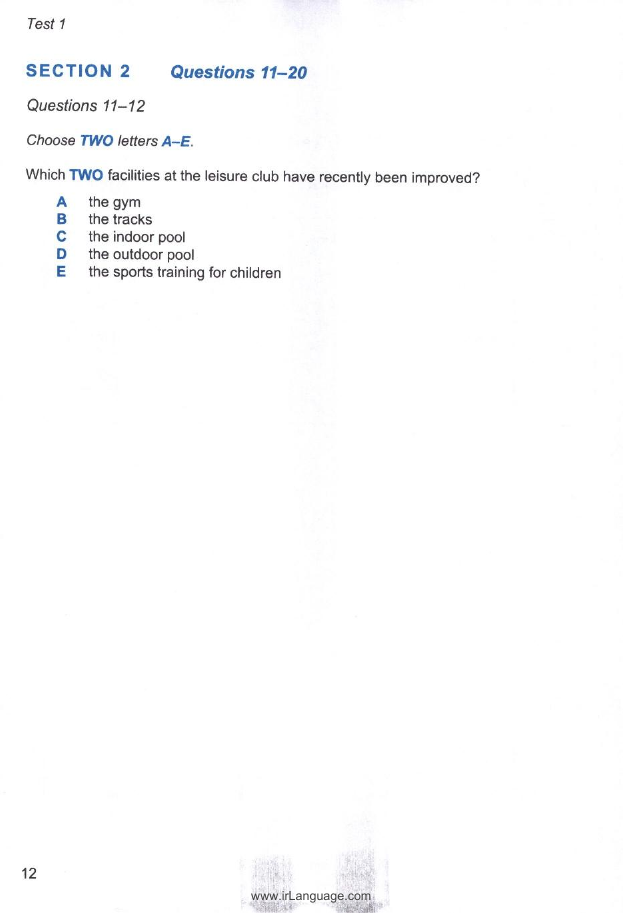 Test 1
SECTION 2 Questions 11–20
Questions 11–12
Choose TWO letters A–E.
Which TWO facilities at the leisure club have recently been improved?
A the gym
B the tracks
C the indoor pool
D the outdoor pool
E the sports training for children
12
www.irLanguage.com